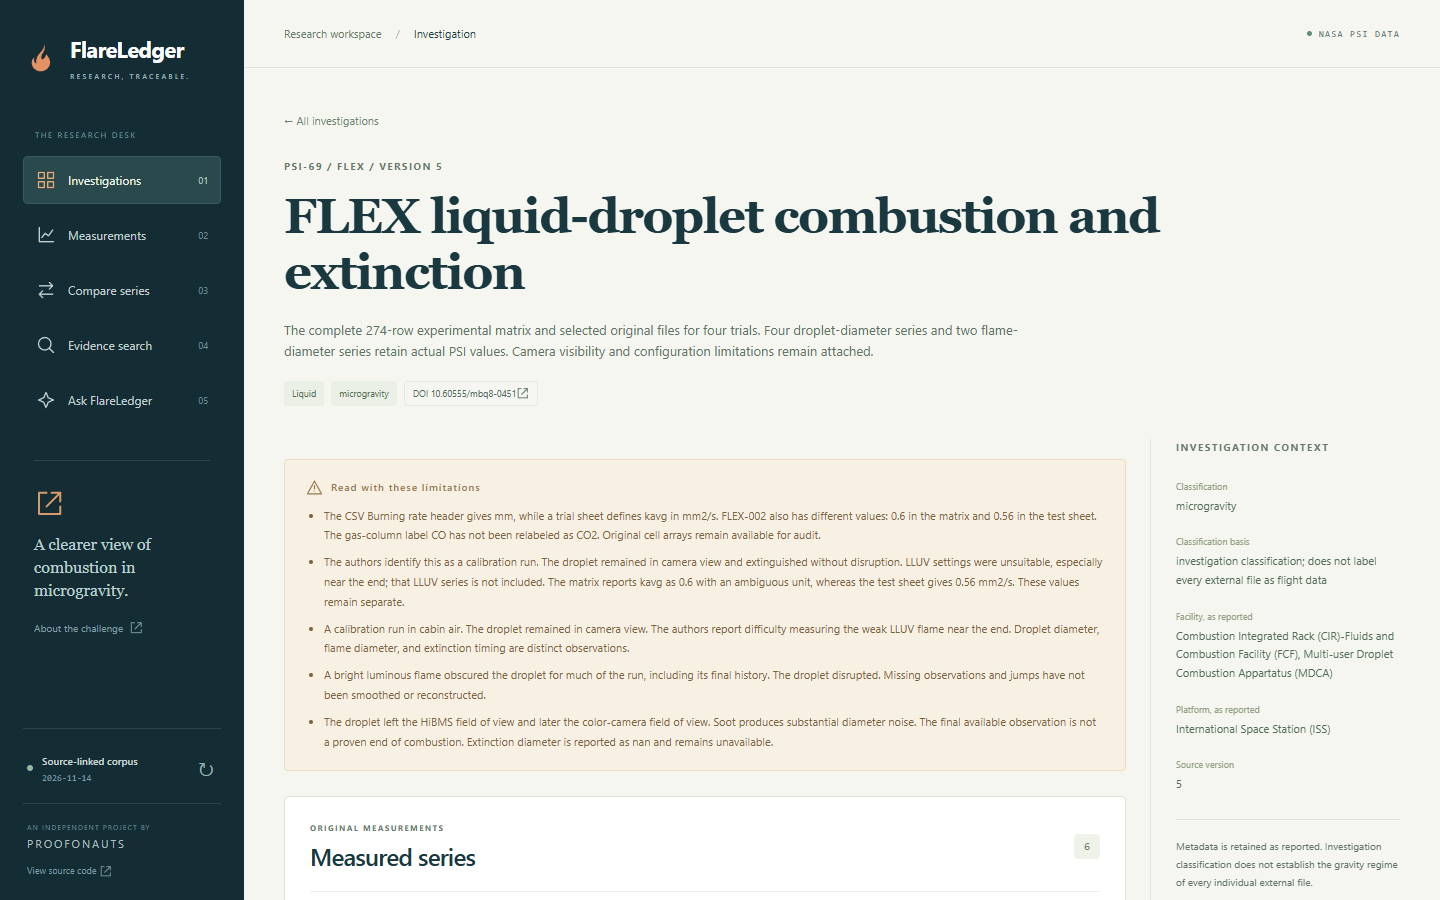 FlareLedger
RESEARCH, TRACEABLE.
THE RESEARCH DESK
Investigations 01
Measurements 02
Compare series 03
Evidence search 04
Ask FlareLedger 05
A clearer view of
combustion in
microgravity.
About the challenge
Source-linked corpus
2026-11-14
AN INDEPENDENT PROJECT BY
PROOFONAUTS
View source code
Research workspace / Investigation
NASA PSI DATA
← All investigations
PSI-69 / FLEX / VERSION 5
FLEX liquid-droplet combustion and
extinction
The complete 274-row experimental matrix and selected original files for four trials. Four droplet-diameter series and two flame-
diameter series retain actual PSI values. Camera visibility and configuration limitations remain attached.
Liquid microgravity DOI 10.60555/mbq8-0451
Read with these limitations
• The CSV Burning rate header gives mm, while a trial sheet defines kavg in mm2/s. FLEX-002 also has different values: 0.6 in the matrix and 0.56 in the test sheet.
The gas-column label CO has not been relabeled as CO2. Original cell arrays remain available for audit.
• The authors identify this as a calibration run. The droplet remained in camera view and extinguished without disruption. LLUV settings were unsuitable, especially
near the end; that LLUV series is not included. The matrix reports kavg as 0.6 with an ambiguous unit, whereas the test sheet gives 0.56 mm2/s. These values
remain separate.
• A calibration run in cabin air. The droplet remained in camera view. The authors report difficulty measuring the weak LLUV flame near the end. Droplet diameter,
flame diameter, and extinction timing are distinct observations.
• A bright luminous flame obscured the droplet for much of the run, including its final history. The droplet disrupted. Missing observations and jumps have not
been smoothed or reconstructed.
• The droplet left the HiBMS field of view and later the color-camera field of view. Soot produces substantial diameter noise. The final available observation is not
a proven end of combustion. Extinction diameter is reported as nan and remains unavailable.
ORIGINAL MEASUREMENTS
Measured series
6
INVESTIGATION CONTEXT
Classification
microgravity
Classification basis
investigation classification; does not label
every external file as flight data
Facility, as reported
Combustion Integrated Rack (CIR)-Fluids and
Combustion Facility (FCF), Multi-user Droplet
Combustion Appartatus (MDCA)
Platform, as reported
International Space Station (ISS)
Source version
5
Metadata is retained as reported. Investigation
classification does not establish the gravity regime
of every individual external file.